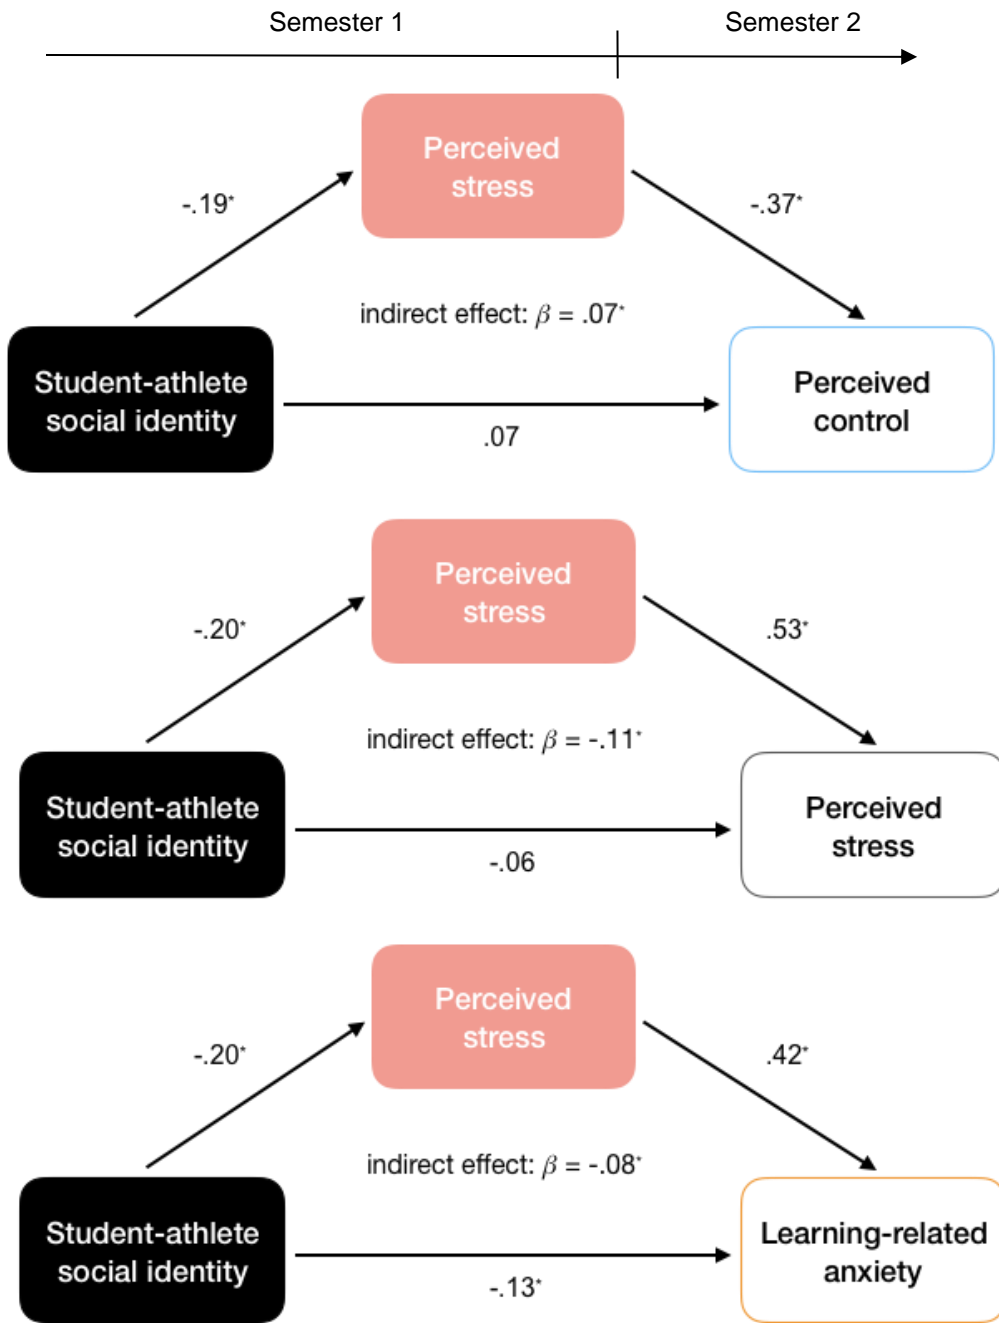 Semester 1
Semester 2
Perceived
stress
-.19*
-.37*
indirect effect: β = .07*
Student-athlete
social identity
Perceived
control
.07
Perceived
stress
-.20*
.53*
indirect effect: β = -.11*
Student-athlete
social identity
Perceived
stress
-.06
Perceived
stress
-.20*
.42*
indirect effect: β = -.08*
Student-athlete
social identity
Learning-related
anxiety
-.13*